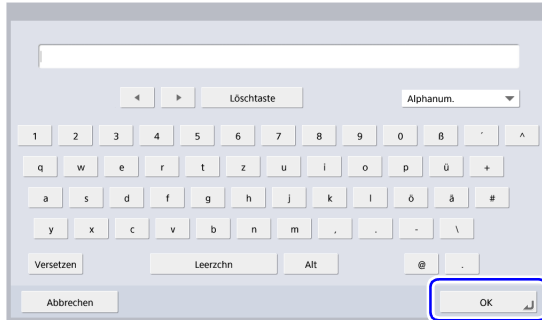 Löschtaste Alphanum.
1 2 3 4 5 6 7 8 9 0 ß ´ ^
q w e r t z u i o p ü +
a s d f g h j k l ö ä #
y x c v b n m , . - \
Versetzen Leerzchn Alt @ .
Abbrechen OK